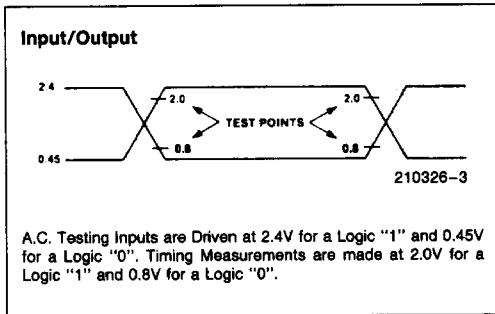 Input/Output
2.4
2.0
TEST POINTS
2.0
0.8
0.8
0.45
210326–3
A.C. Testing Inputs are Driven at 2.4V for a Logic "1" and 0.45V
for a Logic "0". Timing Measurements are made at 2.0V for a
Logic "1" and 0.8V for a Logic "0".